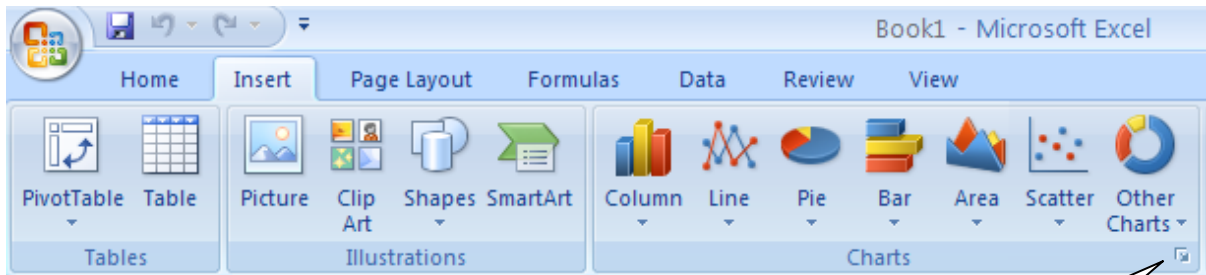 Book1 - Microsoft Excel
Home Insert Page Layout Formulas Data Review View
PivotTable Table Picture Clip Art Shapes SmartArt Column Line Pie Bar Area Scatter Other Charts
Tables Illustrations Charts